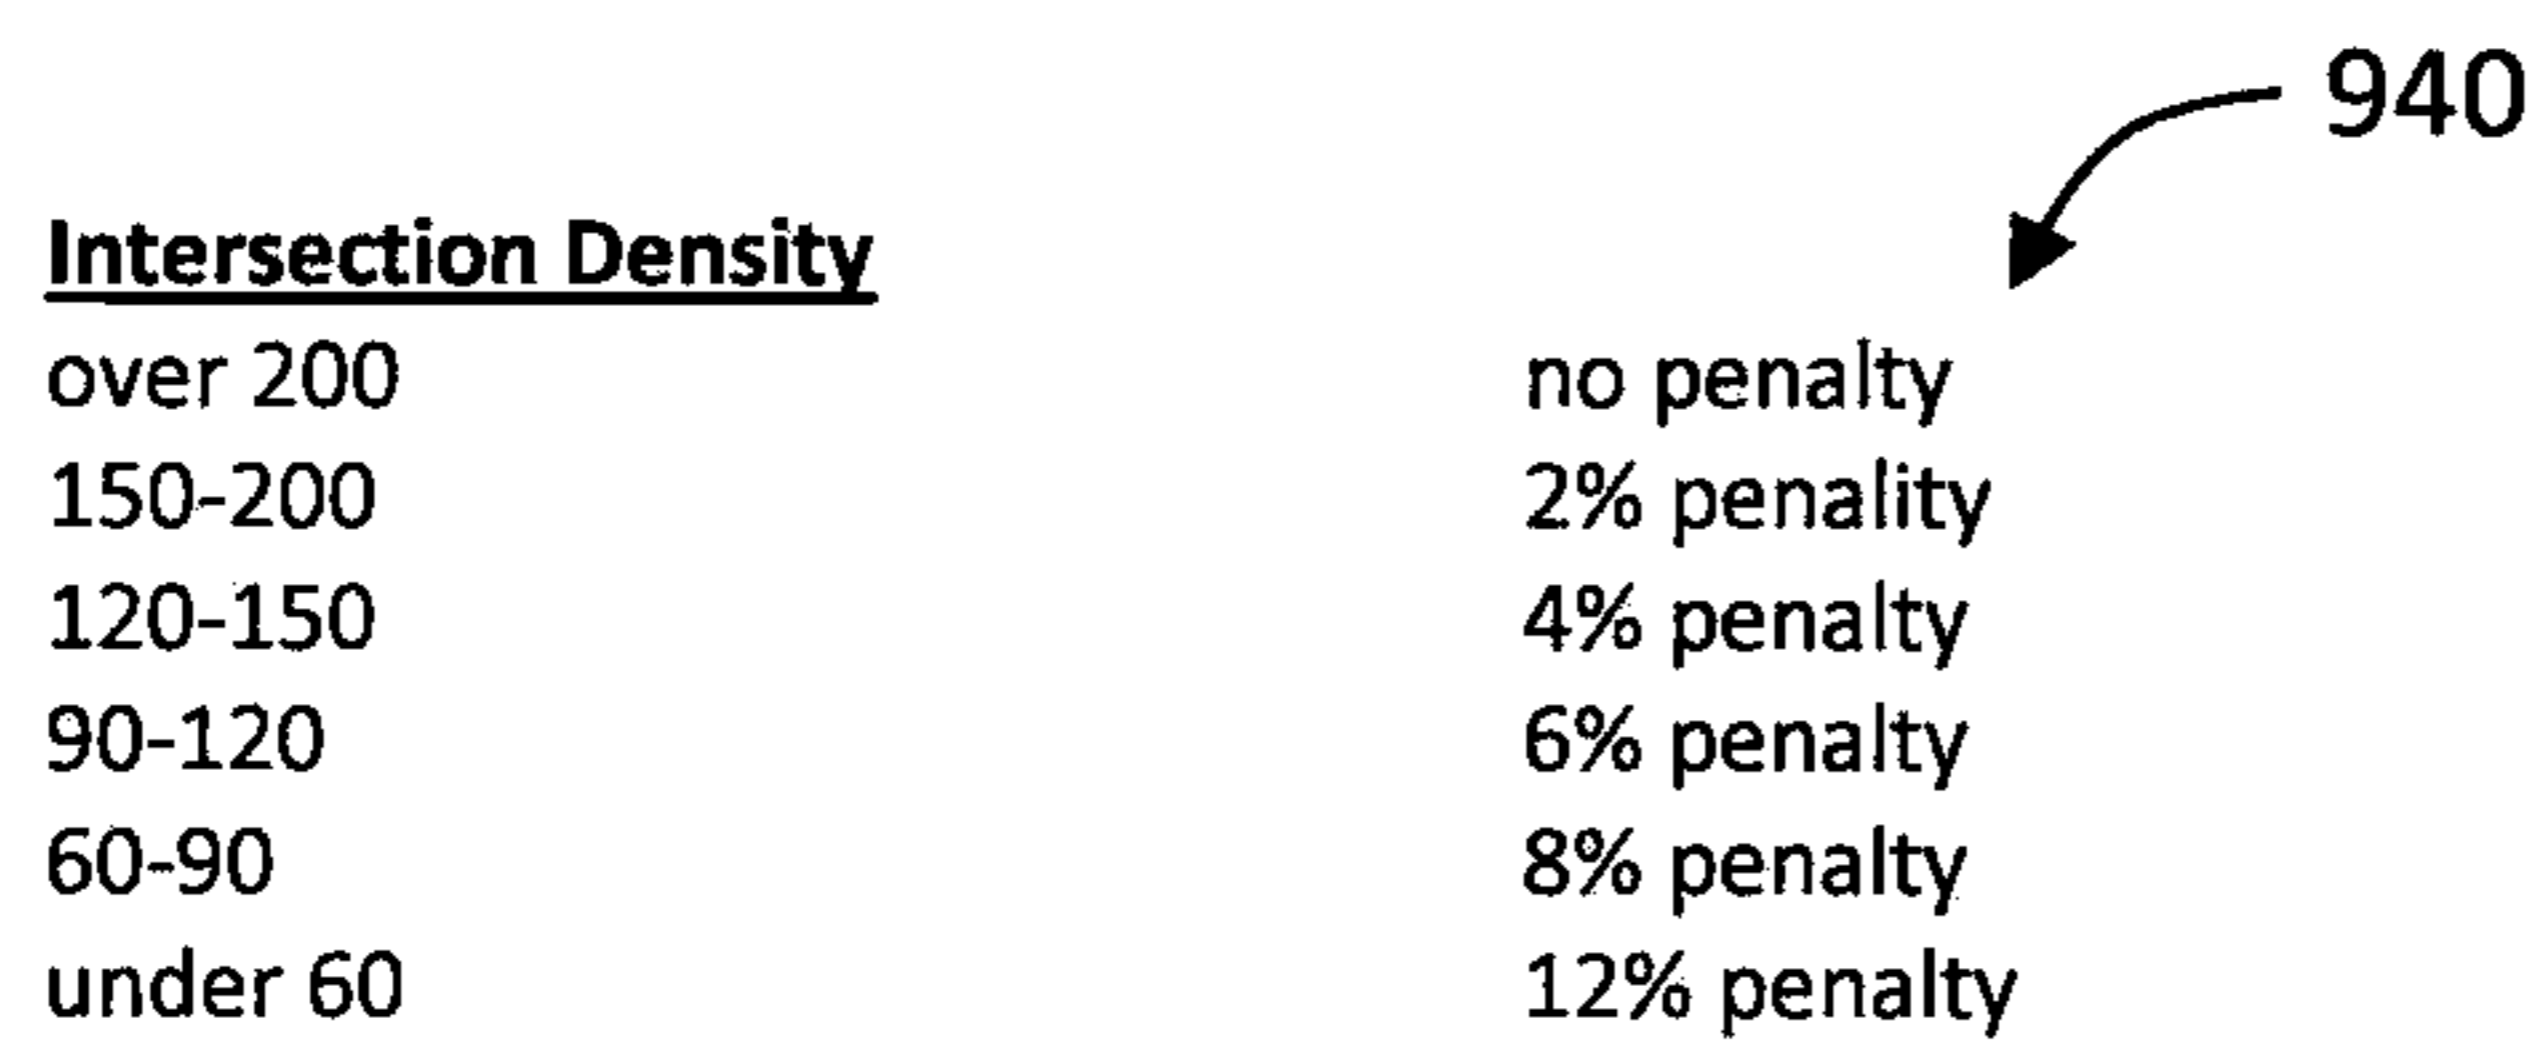 940
Intersection Density
over 200 no penalty
150-200 2% penality
120-150 4% penalty
90-120 6% penalty
60-90 8% penalty
under 60 12% penalty